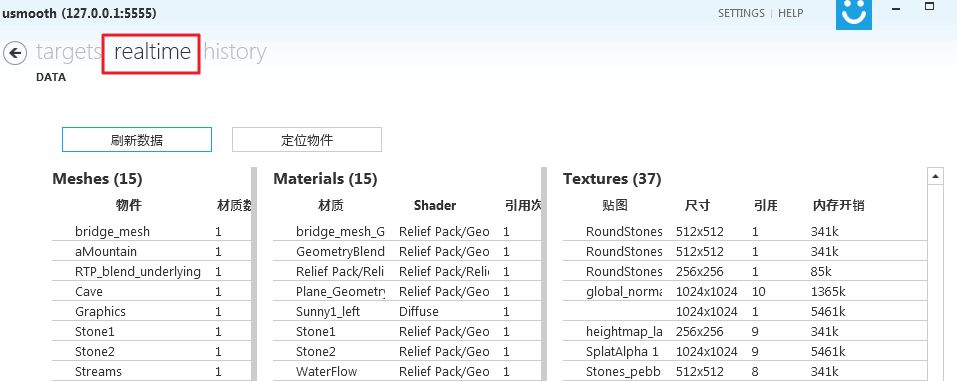 usmooth (127.0.0.1:5555) SETTINGS | HELP
targets realtime history
DATA
刷新数据 定位物件
Meshes (15) Materials (15) Textures (37)
物件 材质数 材质 Shader 引用次 贴图 尺寸 引用 内存开销
bridge_mesh 1 bridge_mesh_G Relief Pack/Geo 1 RoundStones 512x512 1 341k
aMountain 1 GeometryBlend Relief Pack/Geo 1 RoundStones 512x512 1 341k
RTP_blend_underlying 1 Relief Pack/Reli Relief Pack/Relie 1 RoundStones 256x256 1 85k
Cave 1 Plane_Geometry Relief Pack/Geo 1 global_norma 1024x1024 10 1365k
Graphics 1 Sunny1_left Diffuse 1 1024x1024 1 5461k
Stone1 1 Stone1 Relief Pack/Geo 1 heightmap_la 256x256 9 341k
Stone2 1 Stone2 Relief Pack/Geo 1 SplatAlpha 1 1024x1024 9 5461k
Streams 1 WaterFlow Relief Pack/Geo 1 Stones_pebb 512x512 8 341k